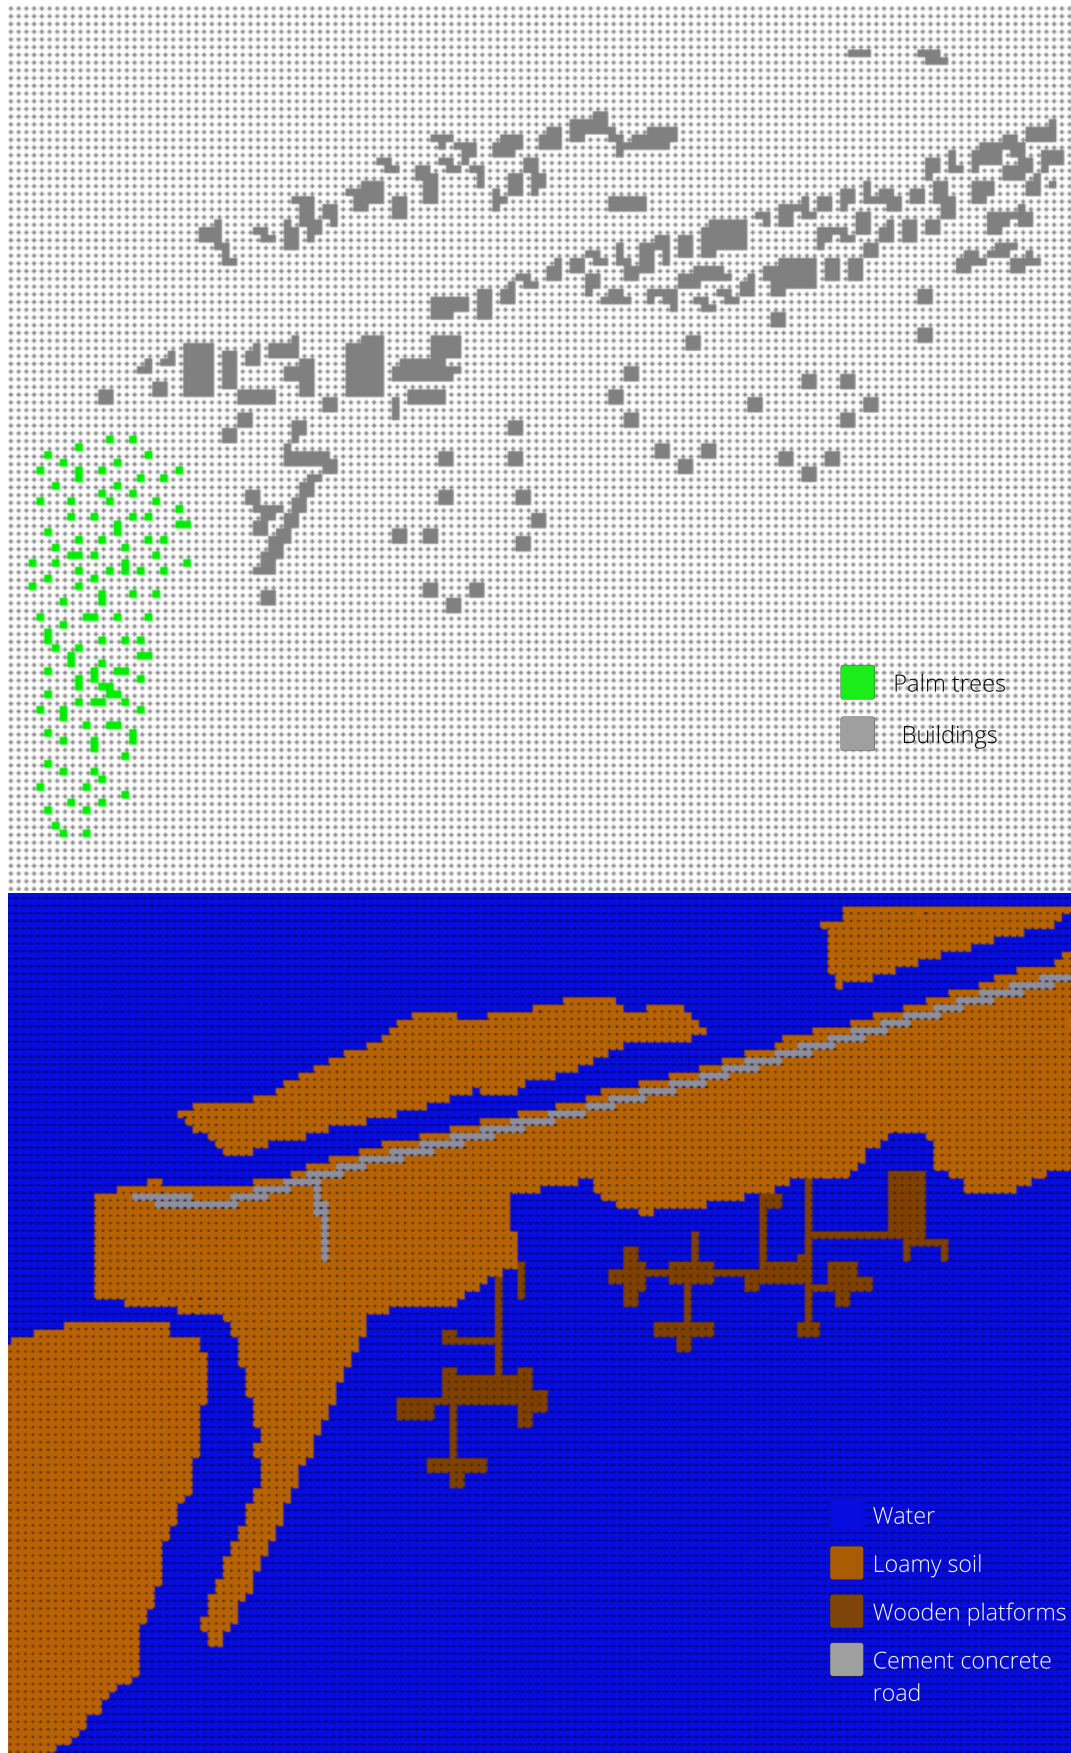 Palm trees
Buildings
Water
Loamy soil
Wooden platforms
Cement concrete
road